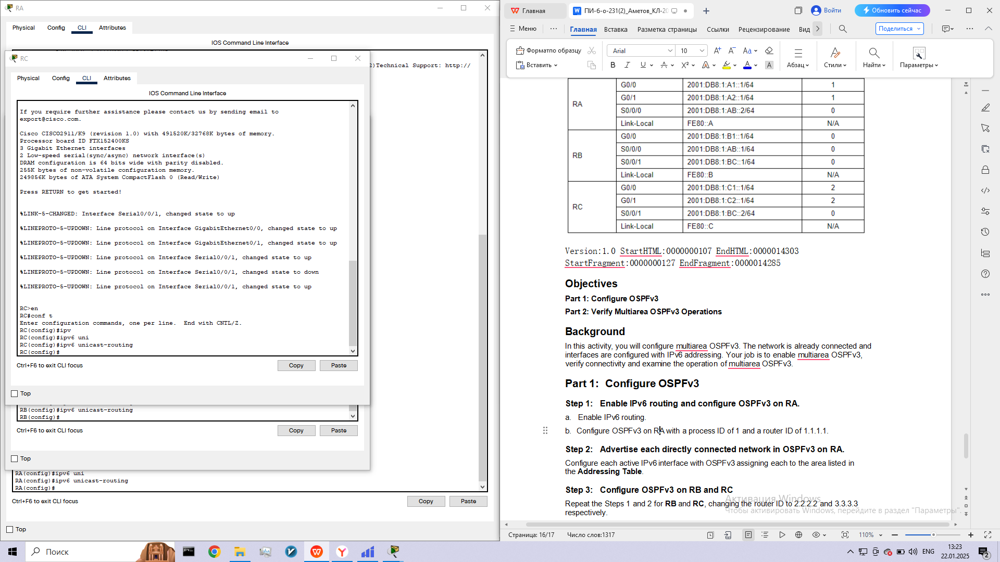 RA
Physical
Config
CLI
Attributes
IOS Command Line Interface
2)Technical Support: http://
RC
Physical
Config
CLI
Attributes
IOS Command Line Interface
If you require further assistance please contact us by sending email to
export@cisco.com.
Cisco CISCO2911/K9 (revision 1.0) with 491520K/32768K bytes of memory.
Processor board ID FTX152400KS
3 Gigabit Ethernet interfaces
2 Low-speed serial(sync/async) network interface(s)
DRAM configuration is 64 bits wide with parity disabled.
255K bytes of non-volatile configuration memory.
249856K bytes of ATA System CompactFlash 0 (Read/Write)
Press RETURN to get started!
%LINK-5-CHANGED: Interface Serial0/0/1, changed state to up
%LINEPROTO-5-UPDOWN: Line protocol on Interface GigabitEthernet0/0, changed state to up
%LINEPROTO-5-UPDOWN: Line protocol on Interface GigabitEthernet0/1, changed state to up
%LINEPROTO-5-UPDOWN: Line protocol on Interface Serial0/0/1, changed state to up
%LINEPROTO-5-UPDOWN: Line protocol on Interface Serial0/0/1, changed state to down
%LINEPROTO-5-UPDOWN: Line protocol on Interface Serial0/0/1, changed state to up
RC>en
RC#conf t
Enter configuration commands, one per line.  End with CNTL/Z.
RC(config)#ipv
RC(config)#ipv6 uni
RC(config)#ipv6 unicast-routing
RC(config)#
Ctrl+F6 to exit CLI focus
Copy
Paste
Top
RB(config)#ipv6 unicast-routing
RB(config)#
Ctrl+F6 to exit CLI focus
Copy
Paste
Top
RA(config)#ipv6 uni
RA(config)#ipv6 unicast-routing
RA(config)#
Ctrl+F6 to exit CLI focus
Copy
Paste
Top
Главная
ПИ-б-о-231(2)_Аметов_КЛ-20
Войти
Обновить сейчас
Меню
Главная
Вставка
Разметка страницы
Ссылки
Рецензирование
Вид
Поделиться
Формат по образцу
Вставить
Arial
10
Абзац
Стили
Найти
Параметры
RA
G0/0 2001:DB8:1:A1::1/64 1
G0/1 2001:DB8:1:A2::1/64 1
S0/0/0 2001:DB8:1:AB::2/64 0
Link-Local FE80::A N/A
RB
G0/0 2001:DB8:1:B1::1/64 0
S0/0/0 2001:DB8:1:AB::1/64 0
S0/0/1 2001:DB8:1:BC::1/64 0
Link-Local FE80::B N/A
RC
G0/0 2001:DB8:1:C1::1/64 2
G0/1 2001:DB8:1:C2::1/64 2
S0/0/1 2001:DB8:1:BC::2/64 0
Link-Local FE80::C N/A
Version:1.0 StartHTML:0000000107 EndHTML:0000014303
StartFragment:0000000127 EndFragment:0000014285
Objectives
Part 1: Configure OSPFv3
Part 2: Verify Multiarea OSPFv3 Operations
Background
In this activity, you will configure multiarea OSPFv3. The network is already connected and
interfaces are configured with IPv6 addressing. Your job is to enable multiarea OSPFv3,
verify connectivity and examine the operation of multiarea OSPFv3.
Part 1: Configure OSPFv3
Step 1: Enable IPv6 routing and configure OSPFv3 on RA.
a. Enable IPv6 routing.
b. Configure OSPFv3 on RA with a process ID of 1 and a router ID of 1.1.1.1.
Step 2: Advertise each directly connected network in OSPFv3 on RA.
Configure each active IPv6 interface with OSPFv3 assigning each to the area listed in
the Addressing Table.
Step 3: Configure OSPFv3 on RB and RC
Repeat the Steps 1 and 2 for RB and RC, changing the router ID to 2.2.2.2 and 3.3.3.3
respectively.
Активация Windows
Чтобы активировать Windows, перейдите в раздел "Параметры".
Страница: 16/17
Число слов:1317
110%
Поиск
ENG
13:23
22.01.2025
2